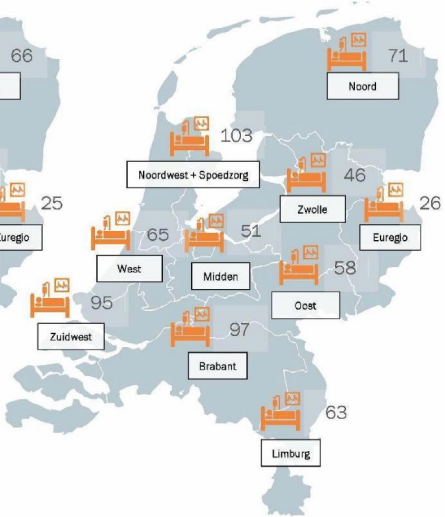 66
71
Noord
103
Noordwest + Spoedzorg
46
Zwolle
25
26
Euregio
65
West
51
Midden
58
Oost
95
Zuidwest
97
Brabant
63
Limburg